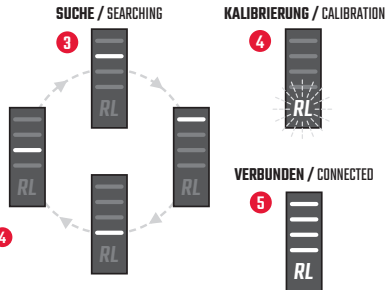 SUCHE / SEARCHING
3
RL
RL
RL
RL
4
KALIBRIERUNG / CALIBRATION
4
RL
VERBUNDEN / CONNECTED
5
RL